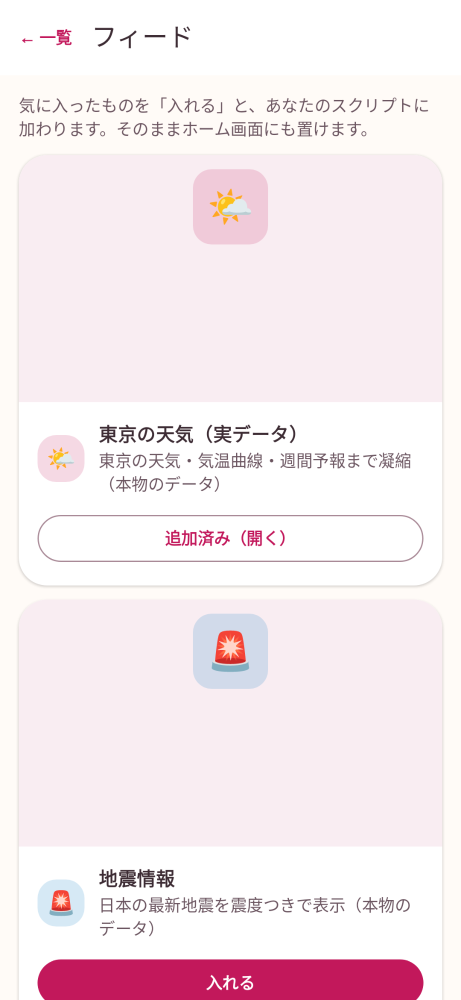 ← 一覧
フィード
気に入ったものを「入れる」と、あなたのスクリプトに
加わります。そのままホーム画面にも置けます。
東京の天気（実データ）
東京の天気・気温曲線・週間予報まで凝縮
（本物のデータ）
追加済み（開く）
地震情報
日本の最新地震を震度つきで表示（本物の
データ）
入れる